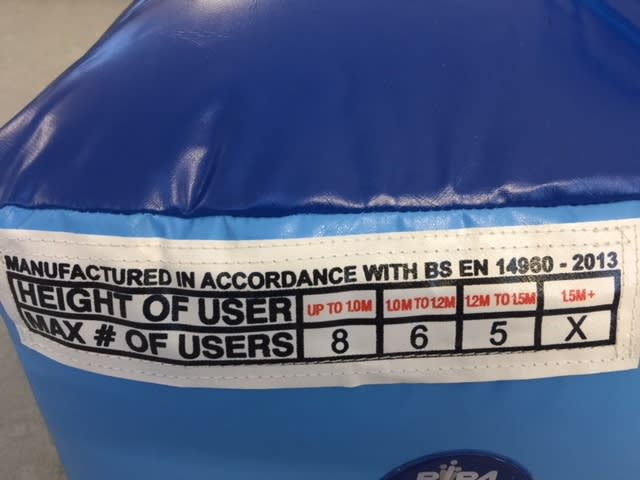 MANUFACTURED IN ACCORDANCE WITH BS EN 14960 - 2013
HEIGHT OF USER UP TO 1.0M 1.0M TO 1.2M 1.2M TO 1.5M 1.5M+
MAX # OF USERS 8 6 5 X